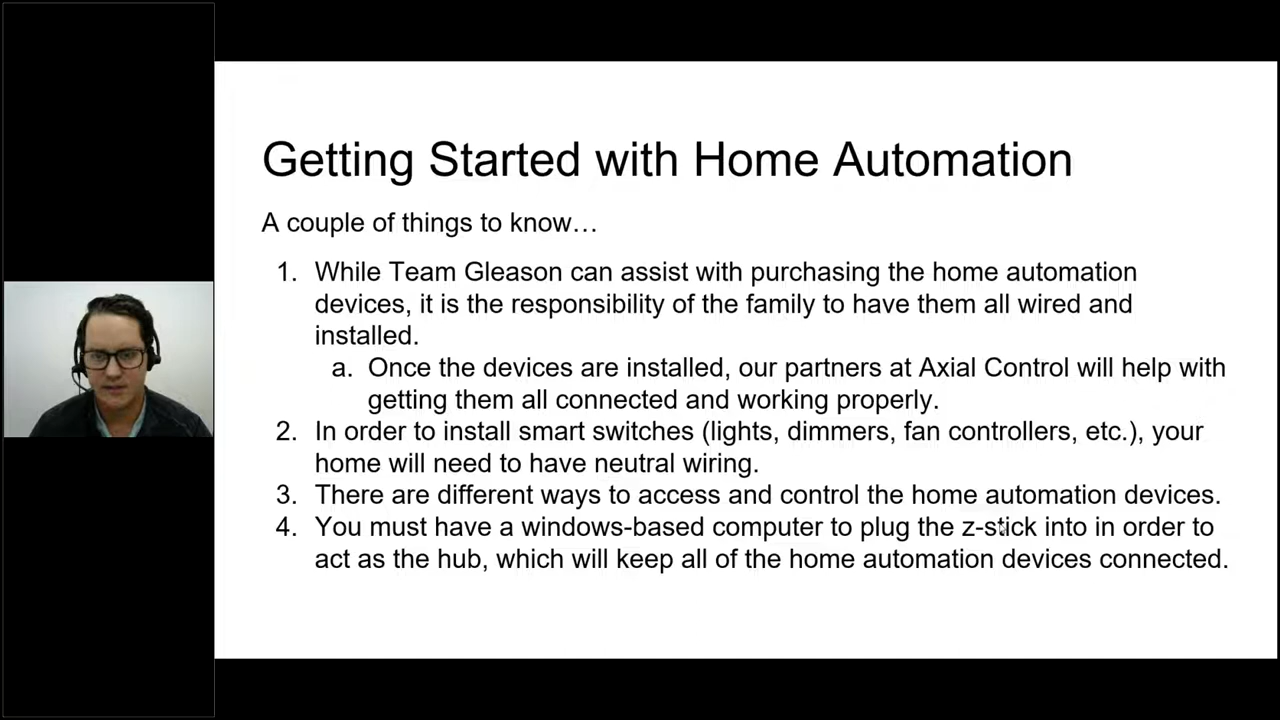 Getting Started with Home Automation
A couple of things to know…
1. While Team Gleason can assist with purchasing the home automation
devices, it is the responsibility of the family to have them all wired and
installed.
a. Once the devices are installed, our partners at Axial Control will help with
getting them all connected and working properly.
2. In order to install smart switches (lights, dimmers, fan controllers, etc.), your
home will need to have neutral wiring.
3. There are different ways to access and control the home automation devices.
4. You must have a windows-based computer to plug the z-stick into in order to
act as the hub, which will keep all of the home automation devices connected.